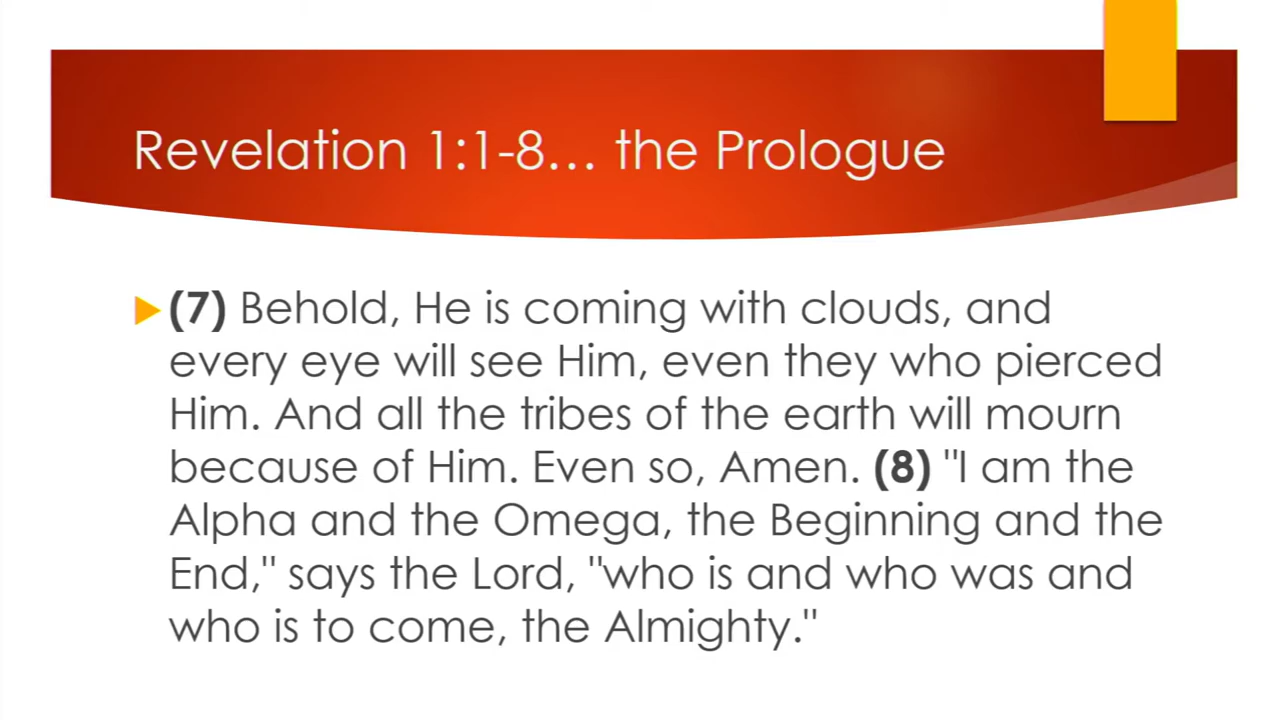 Revelation 1:1-8... the Prologue
(7) Behold, He is coming with clouds, and
every eye will see Him, even they who pierced
Him. And all the tribes of the earth will mourn
because of Him. Even so, Amen. (8) "I am the
Alpha and the Omega, the Beginning and the
End," says the Lord, "who is and who was and
who is to come, the Almighty."